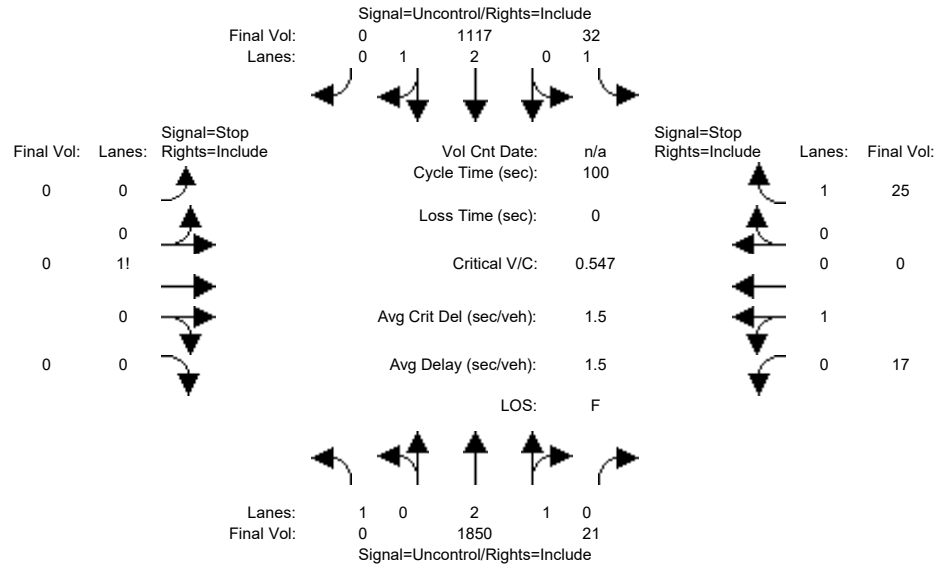 Signal=Uncontrol/Rights=Include
Final Vol: 0 1117 32
Lanes: 0 1 2 0 1
Signal=Stop Signal=Stop
Final Vol: Lanes: Rights=Include Vol Cnt Date: n/a Rights=Include Lanes: Final Vol:
Cycle Time (sec): 100
0 0 1 25
Loss Time (sec): 0
0 0
0 1! Critical V/C: 0.547 0 0
0 Avg Crit Del (sec/veh): 1.5 1
0 0 Avg Delay (sec/veh): 1.5 0 17
LOS: F
Lanes: 1 0 2 1 0
Final Vol: 0 1850 21
Signal=Uncontrol/Rights=Include